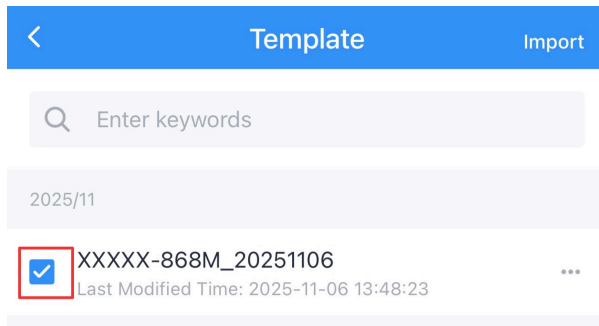 Template
Import
Enter keywords
2025/11
XXXXX-868M_20251106
Last Modified Time: 2025-11-06 13:48:23